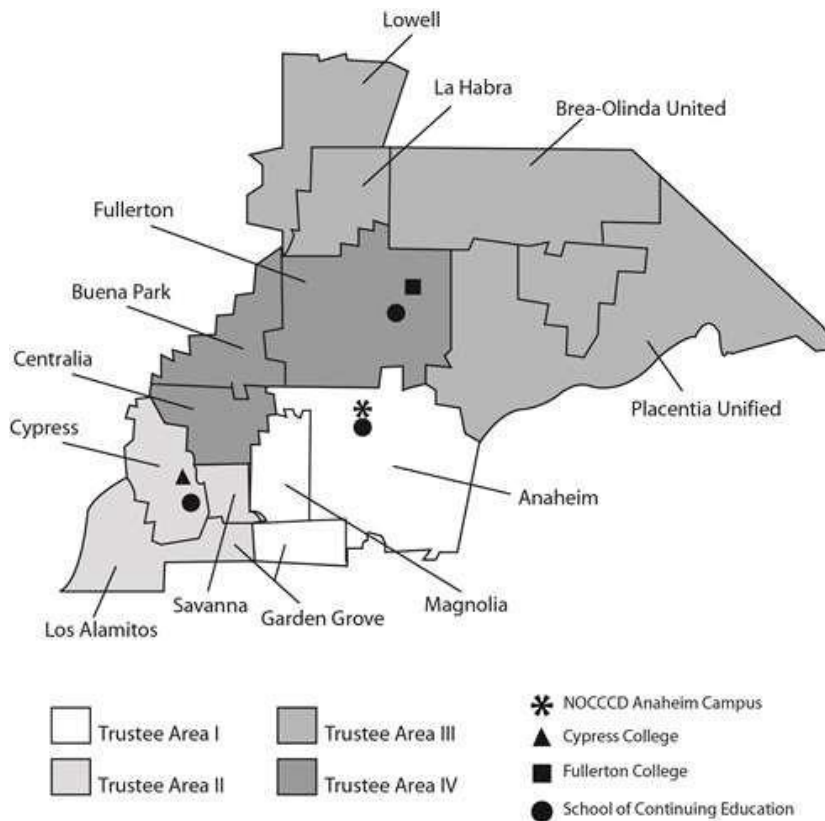 Lowell
La Habra
Brea-Olinda United
Fullerton
Buena Park
Centralia
Cypress
Placentia Unified
Anaheim
Savanna
Magnolia
Garden Grove
Los Alamitos
Trustee Area I
Trustee Area III
Trustee Area II
Trustee Area IV
NOCCCD Anaheim Campus
Cypress College
Fullerton College
School of Continuing Education